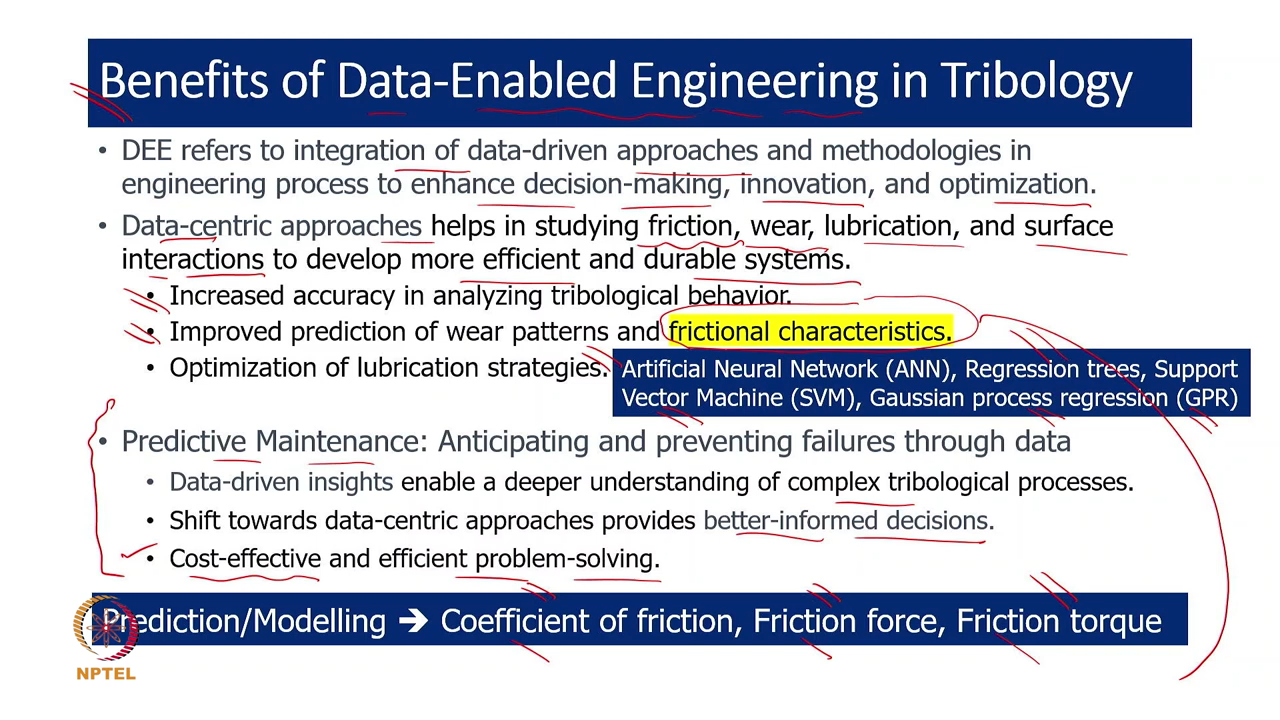 Benefits of Data-Enabled Engineering in Tribology
• DEE refers to integration of data-driven approaches and methodologies in
engineering process to enhance decision-making, innovation, and optimization.
• Data-centric approaches helps in studying friction, wear, lubrication, and surface
interactions to develop more efficient and durable systems.
• Increased accuracy in analyzing tribological behavior.
• Improved prediction of wear patterns and frictional characteristics.
• Optimization of lubrication strategies.
Artificial Neural Network (ANN), Regression trees, Support
Vector Machine (SVM), Gaussian process regression (GPR)
• Predictive Maintenance: Anticipating and preventing failures through data
• Data-driven insights enable a deeper understanding of complex tribological processes.
• Shift towards data-centric approaches provides better-informed decisions.
• Cost-effective and efficient problem-solving.
Prediction/Modelling ➔ Coefficient of friction, Friction force, Friction torque
NPTEL